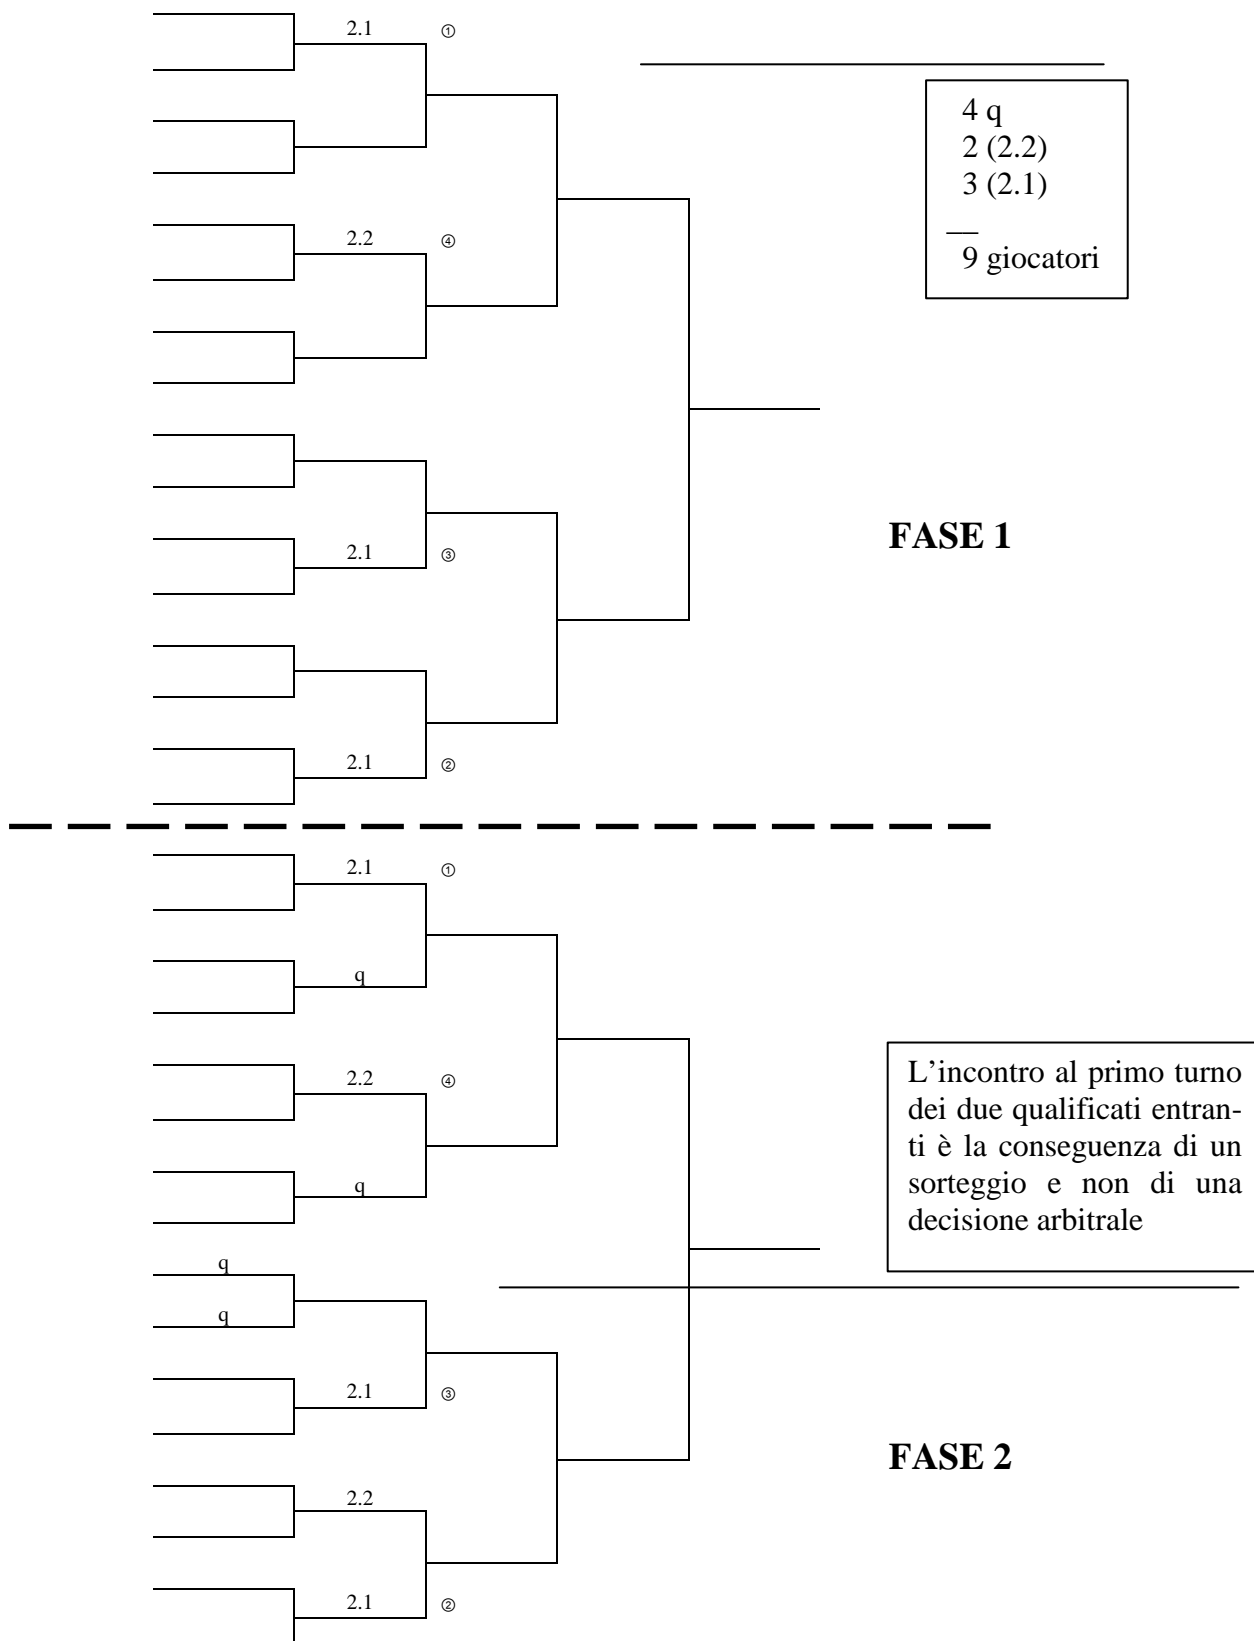 2.1 ①
4 q
2 (2.2)
3 (2.1)
__
9 giocatori
2.2 ④
FASE 1
2.1 ③
2.1 ②
2.1 ①
q
2.2 ④
L’incontro al primo turno
dei due qualificati entran-
ti è la conseguenza di un
sorteggio e non di una
decisione arbitrale
q
q
q
2.1 ③
FASE 2
2.2
2.1 ②